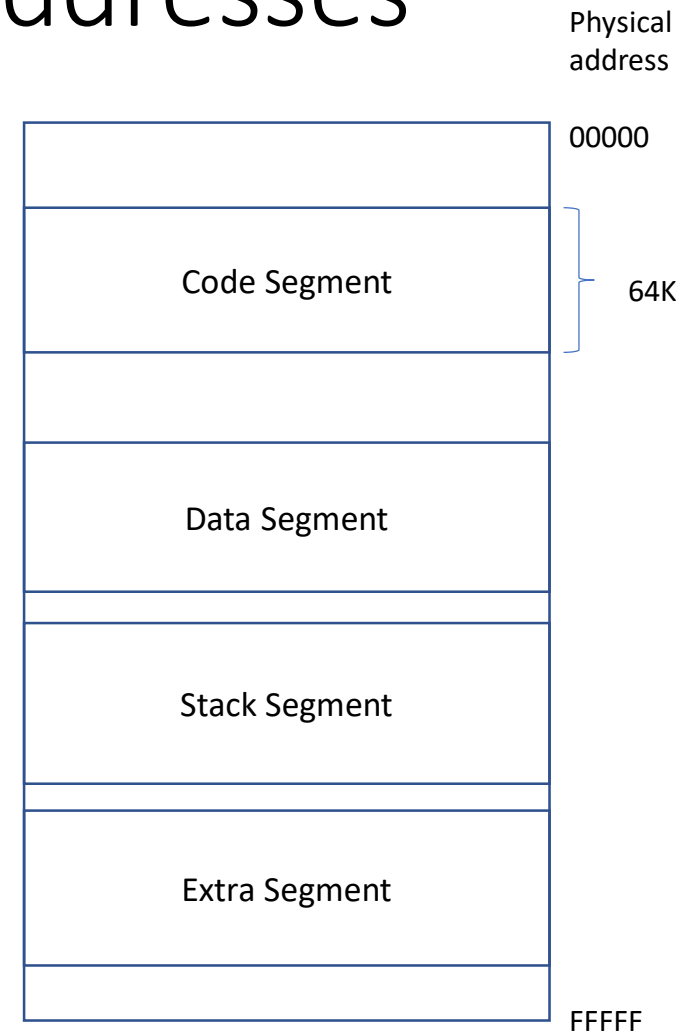 ddresses
Physical
address
00000
Code Segment
64K
Data Segment
Stack Segment
Extra Segment
FFFFF